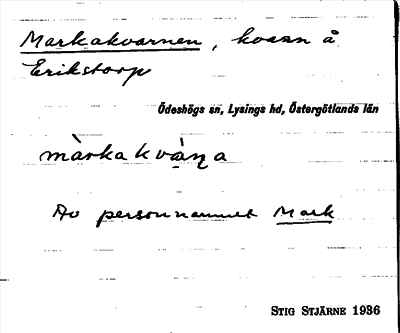 Markakvarnen, kvarn å
Erikstorp
Ödeshögs sn, Lysings hd, Östergötlands län
màrkakvàṇa
Av personnamnet Mark
STIG STJÄRNE 1936